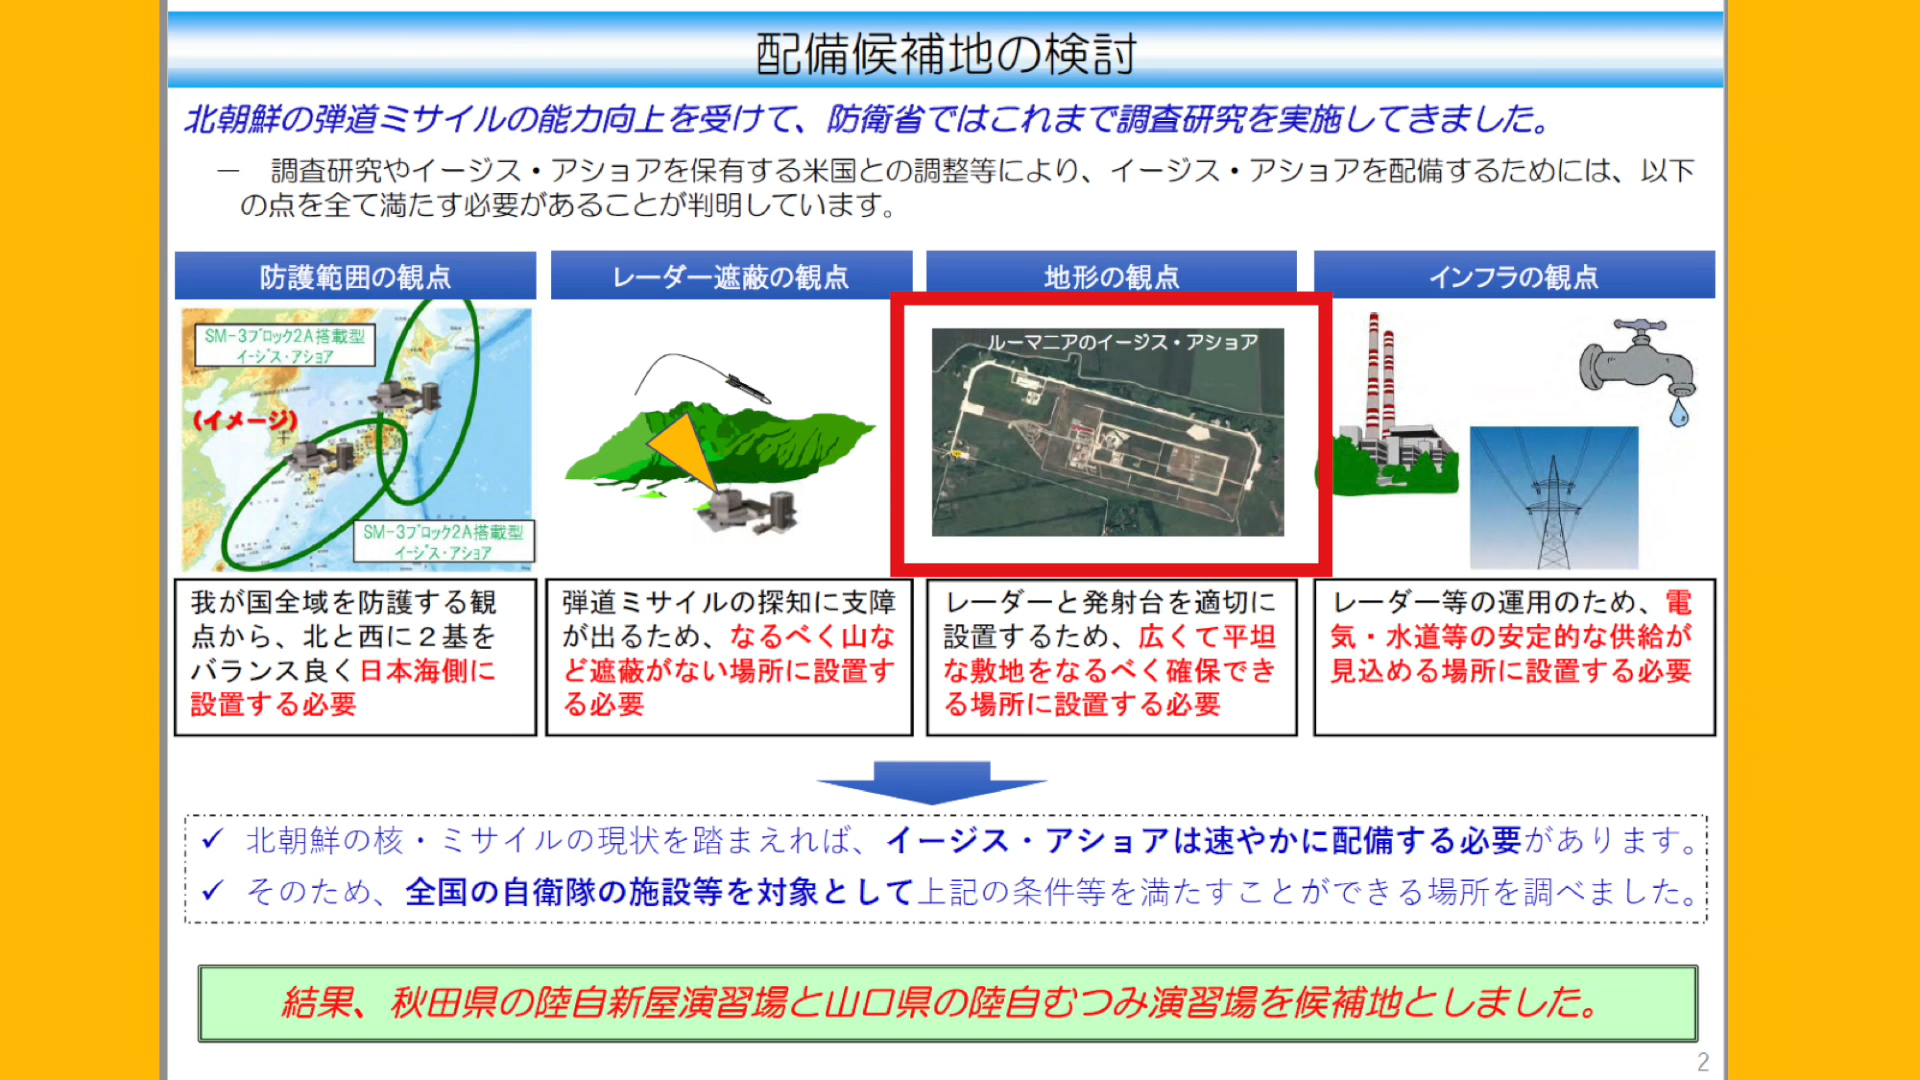 配備候補地の検討
北朝鮮の弾道ミサイルの能力向上を受けて、防衛省ではこれまで調査研究を実施してきました。
― 調査研究やイージス・アショアを保有する米国との調整等により、イージス・アショアを配備するためには、以下
の点を全て満たす必要があることが判明しています。
防護範囲の観点
SM-3ブロック2A搭載型
イージス・アショア
(イメージ)
SM-3ブロック2A搭載型
イージス・アショア
我が国全域を防護する観
点から、北と西に２基を
バランス良く日本海側に
設置する必要
レーダー遮蔽の観点
弾道ミサイルの探知に支障
が出るため、なるべく山な
ど遮蔽がない場所に設置す
る必要
地形の観点
ルーマニアのイージス・アショア
レーダーと発射台を適切に
設置するため、広くて平坦
な敷地をなるべく確保でき
る場所に設置する必要
インフラの観点
レーダー等の運用のため、電
気・水道等の安定的な供給が
見込める場所に設置する必要
✓ 北朝鮮の核・ミサイルの現状を踏まえれば、イージス・アショアは速やかに配備する必要があります。
✓ そのため、全国の自衛隊の施設等を対象として上記の条件等を満たすことができる場所を調べました。
結果、秋田県の陸自新屋演習場と山口県の陸自むつみ演習場を候補地としました。
2